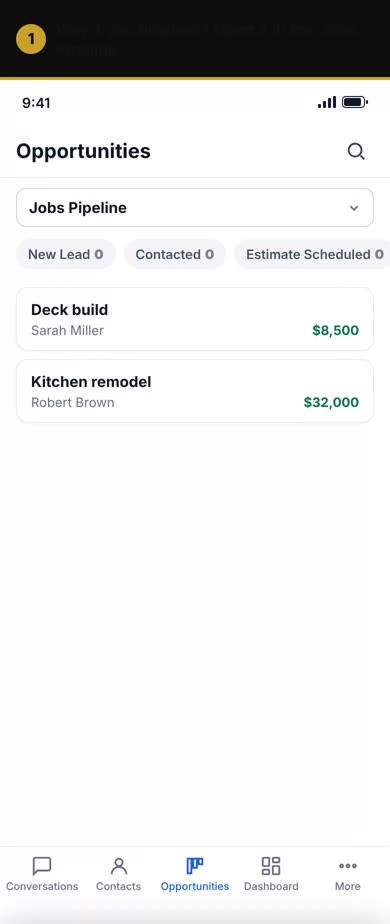 1
9:41
Opportunities
Jobs Pipeline
New Lead 0 Contacted 0 Estimate Scheduled 0
Deck build
Sarah Miller $8,500
Kitchen remodel
Robert Brown $32,000
Conversations Contacts Opportunities Dashboard More